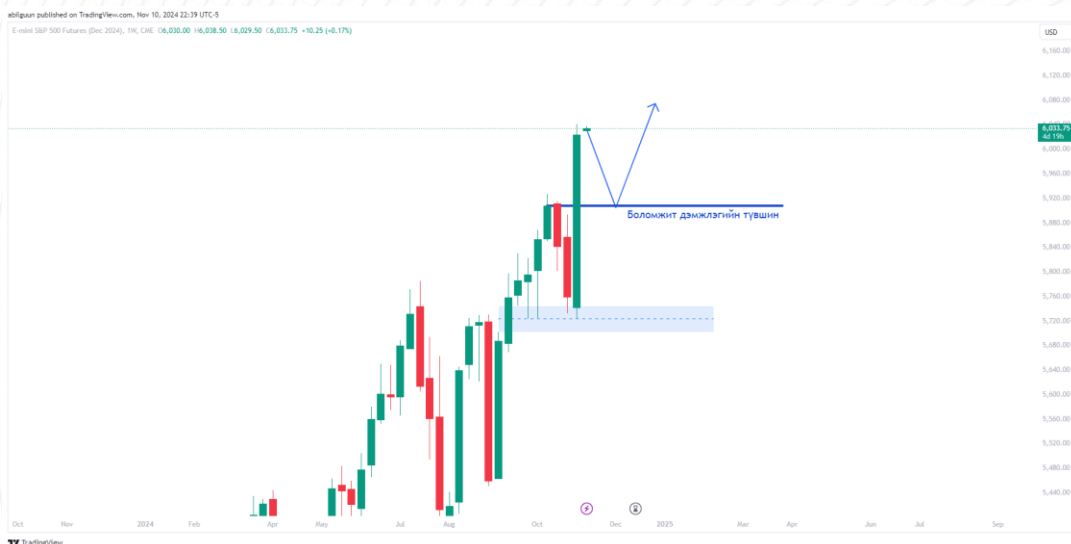 abilguun published on TradingView.com, Nov 10, 2024 22:39 UTC-5
E-mini S&P 500 Futures (Dec 2024), 1W, CME O6,030.00 H6,038.50 L6,029.50 C6,033.75 +10.25 (+0.17%)
USD
6,160.00
6,120.00
6,080.00
6,033.75
4d 19h
6,000.00
5,960.00
5,920.00
Боломжит дэмжлэгийн түвшин
5,880.00
5,840.00
5,800.00
5,760.00
5,720.00
5,680.00
5,640.00
5,600.00
5,560.00
5,520.00
5,480.00
5,440.00
Oct Nov 2024 Feb Apr May Jul Aug Oct Dec 2025 Mar Apr Jun Jul Sep
TradingView